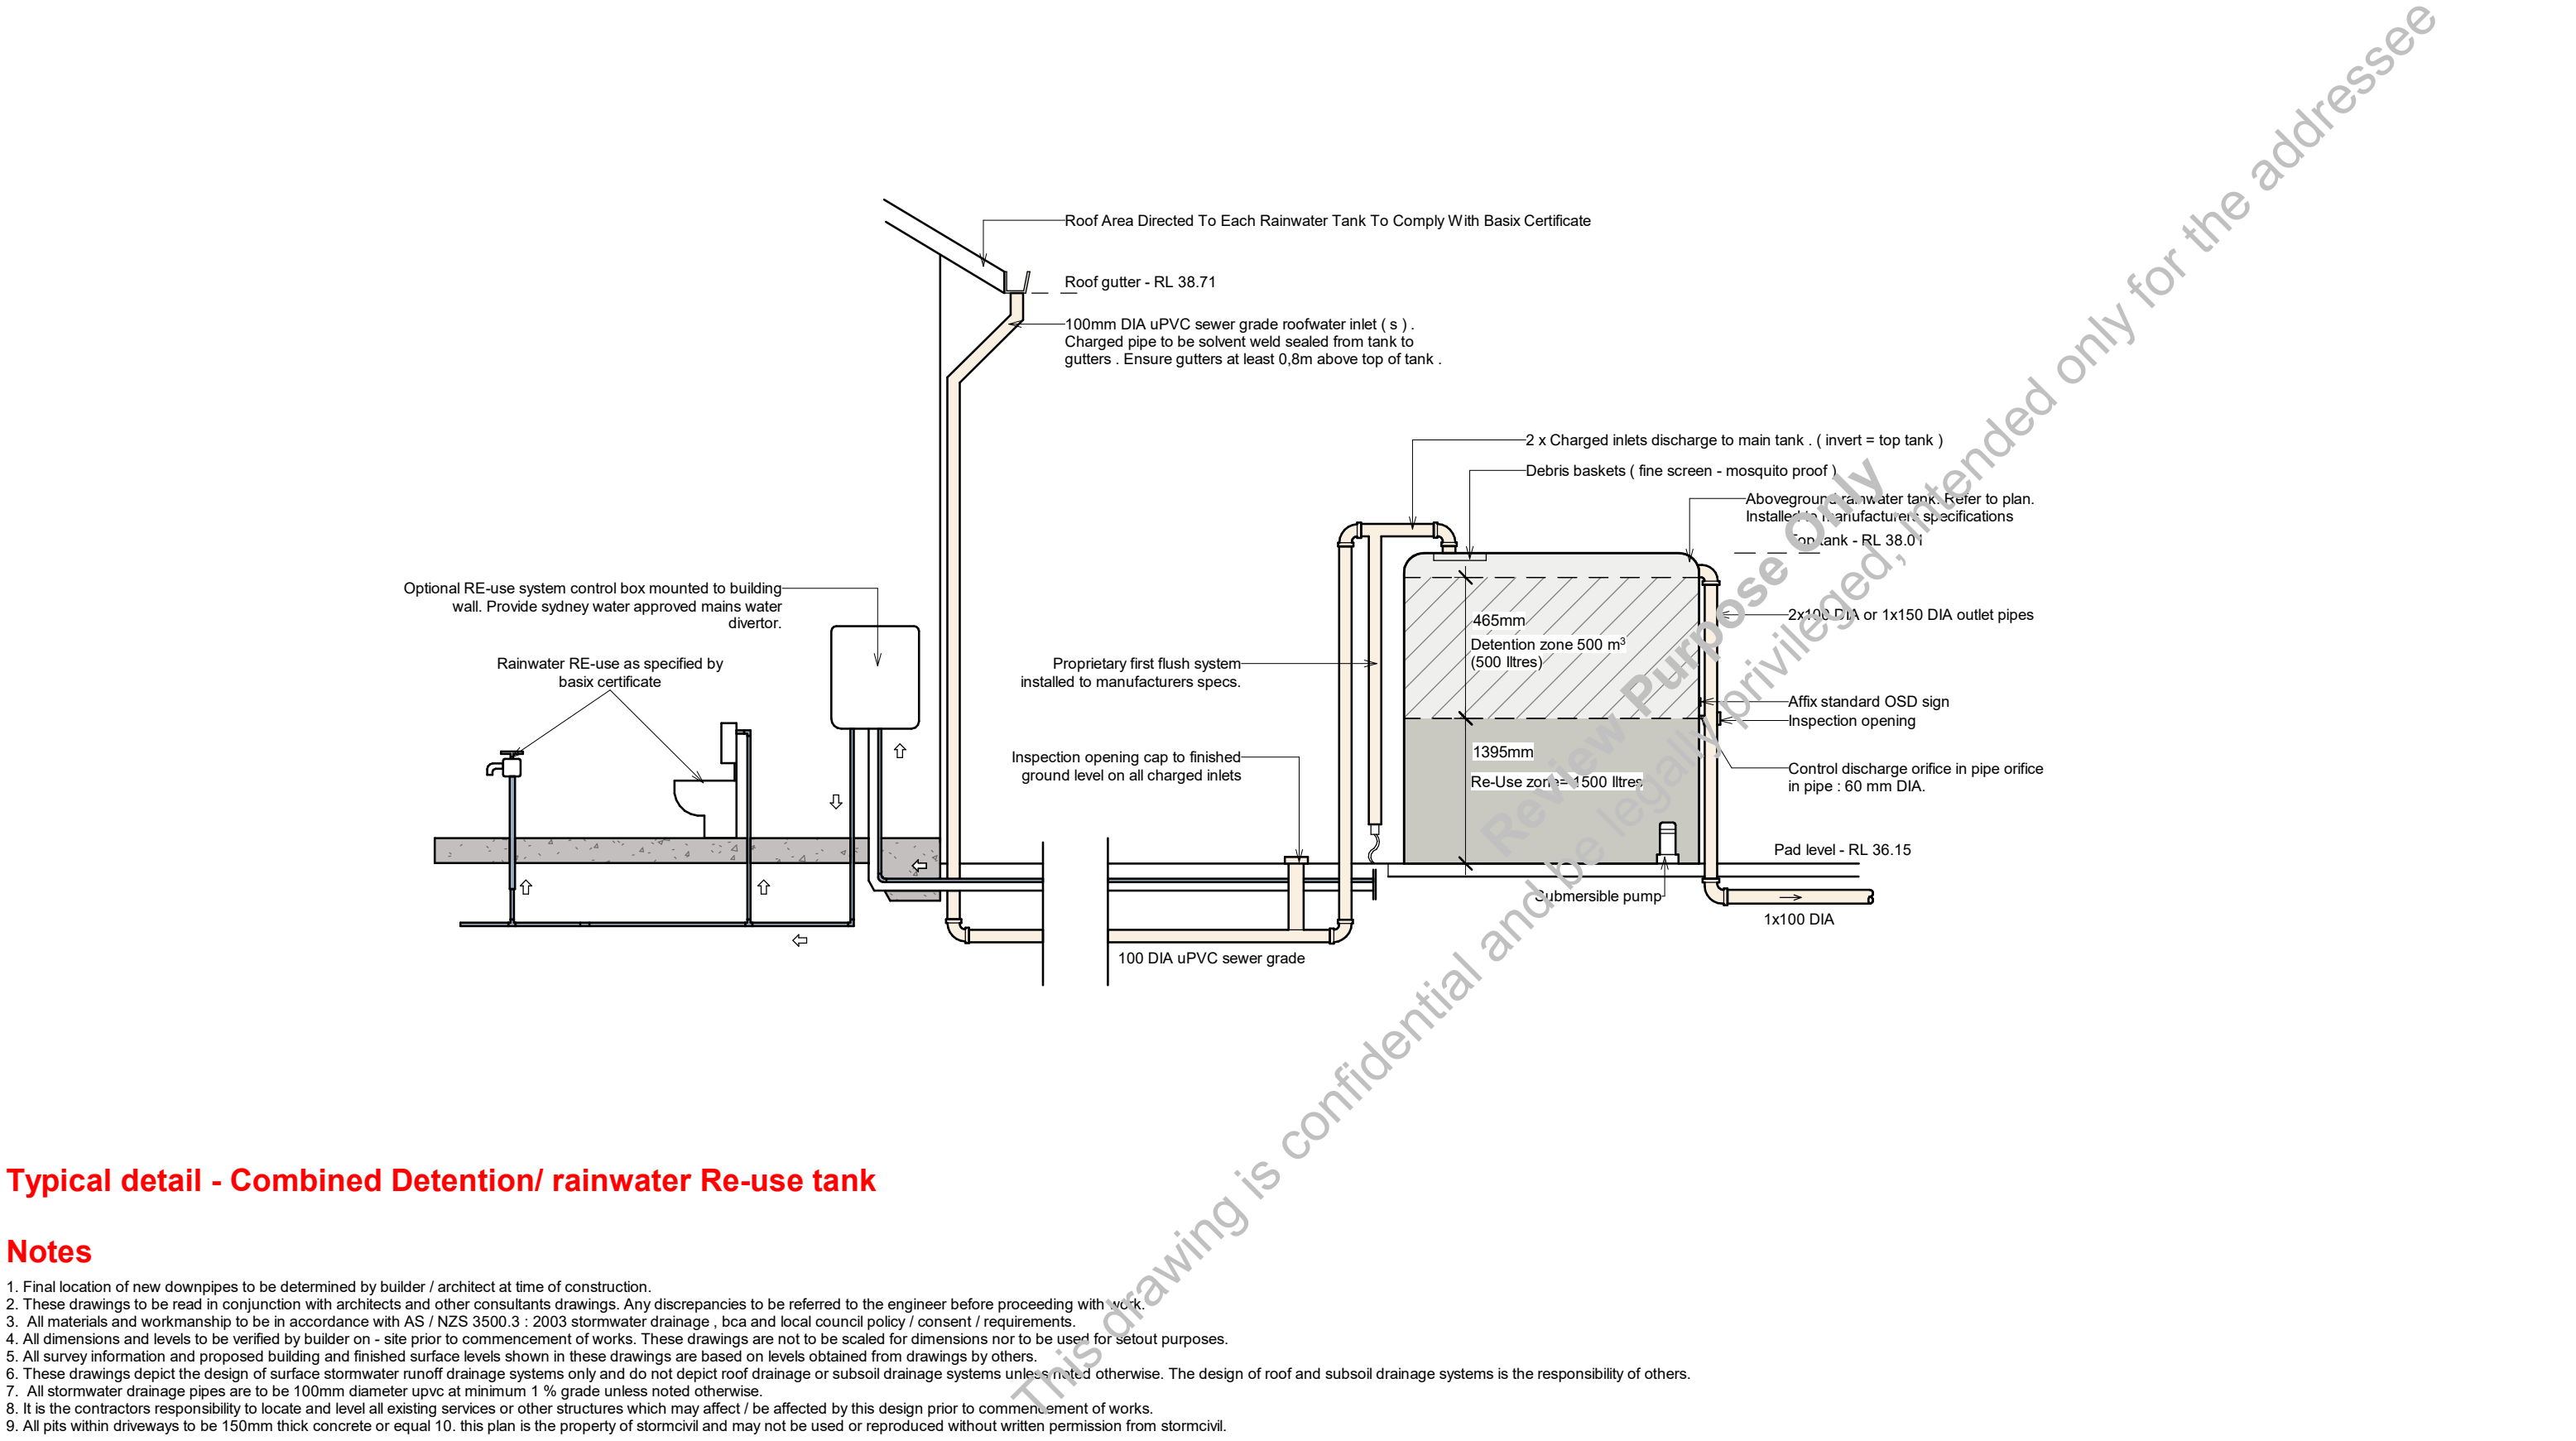 Roof Area Directed To Each Rainwater Tank To Comply With Basix Certificate
Roof gutter - RL 38.71
100mm DIA uPVC sewer grade roofwater inlet ( s ) .
Charged pipe to be solvent weld sealed from tank to
gutters . Ensure gutters at least 0,8m above top of tank .
2 x Charged inlets discharge to main tank . ( invert = top tank )
Debris baskets ( fine screen - mosquito proof )
Aboveground rainwater tank. Refer to plan.
Installed to manufacturers specifications
Top tank - RL 38.01
Optional RE-use system control box mounted to building
wall. Provide sydney water approved mains water
divertor.
Rainwater RE-use as specified by
basix certificate
Proprietary first flush system
installed to manufacturers specs.
Inspection opening cap to finished
ground level on all charged inlets
465mm
Detention zone 500 m³
(500 lltres)
1395mm
Re-Use zone= 1500 lltres
2x100 DIA or 1x150 DIA outlet pipes
Affix standard OSD sign
Inspection opening
Control discharge orifice in pipe orifice
in pipe : 60 mm DIA.
Pad level - RL 36.15
Submersible pump
1x100 DIA
100 DIA uPVC sewer grade
Review Purpose Only
This drawing is confidential and be legally privileged, intended only for the addressee
Typical detail - Combined Detention/ rainwater Re-use tank
Notes
1. Final location of new downpipes to be determined by builder / architect at time of construction.
2. These drawings to be read in conjunction with architects and other consultants drawings. Any discrepancies to be referred to the engineer before proceeding with work.
3. All materials and workmanship to be in accordance with AS / NZS 3500.3 : 2003 stormwater drainage , bca and local council policy / consent / requirements.
4. All dimensions and levels to be verified by builder on - site prior to commencement of works. These drawings are not to be scaled for dimensions nor to be used for setout purposes.
5. All survey information and proposed building and finished surface levels shown in these drawings are based on levels obtained from drawings by others.
6. These drawings depict the design of surface stormwater runoff drainage systems only and do not depict roof drainage or subsoil drainage systems unless noted otherwise. The design of roof and subsoil drainage systems is the responsibility of others.
7. All stormwater drainage pipes are to be 100mm diameter upvc at minimum 1 % grade unless noted otherwise.
8. It is the contractors responsibility to locate and level all existing services or other structures which may affect / be affected by this design prior to commencement of works.
9. All pits within driveways to be 150mm thick concrete or equal 10. this plan is the property of stormcivil and may not be used or reproduced without written permission from stormcivil.